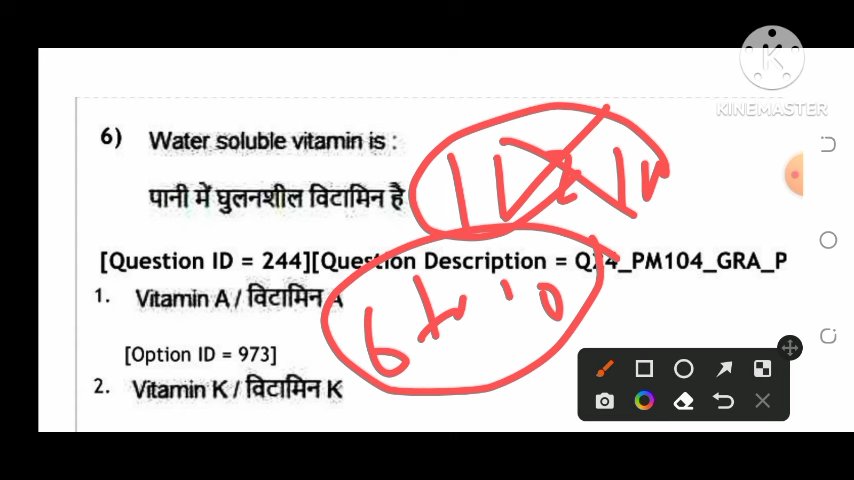 KINEMASTER
6) Water soluble vitamin is :
पानी में घुलनशील विटामिन है
[Question ID = 244][Question Description = Q24_PM104_GRA_P
1. Vitamin A / विटामिन A
[Option ID = 973]
2. Vitamin K / विटामिन K